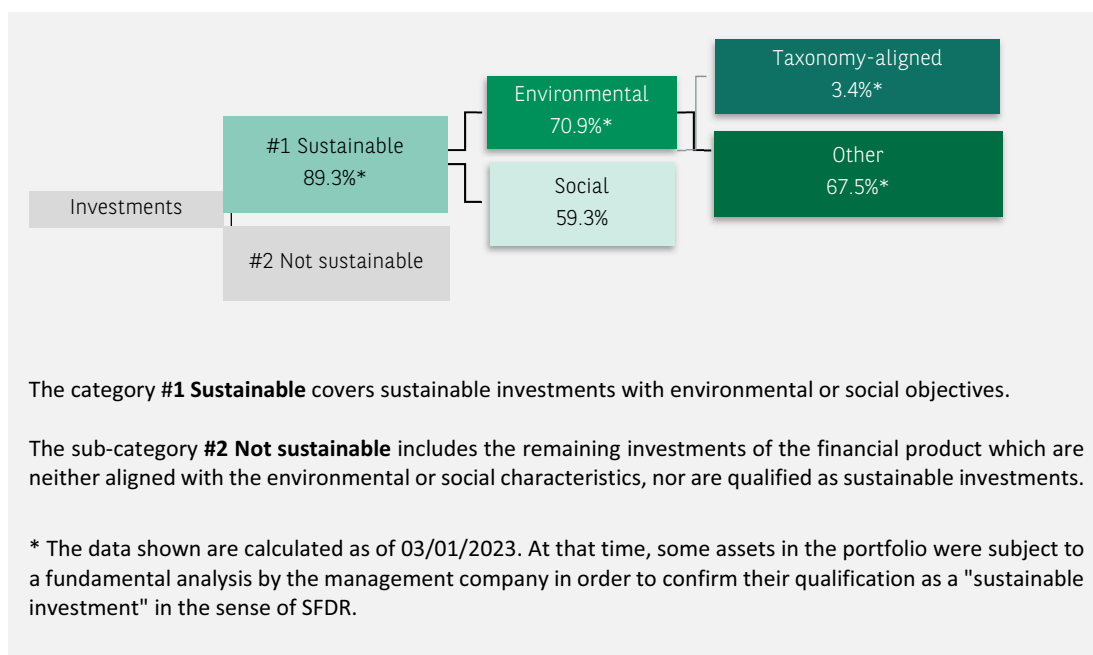 Taxonomy-aligned
3.4%*
Environmental
70.9%*
#1 Sustainable
89.3%*
Other
67.5%*
Social
59.3%
Investments
#2 Not sustainable
The category #1 Sustainable covers sustainable investments with environmental or social objectives.
The sub-category #2 Not sustainable includes the remaining investments of the financial product which are
neither aligned with the environmental or social characteristics, nor are qualified as sustainable investments.
* The data shown are calculated as of 03/01/2023. At that time, some assets in the portfolio were subject to
a fundamental analysis by the management company in order to confirm their qualification as a "sustainable
investment" in the sense of SFDR.